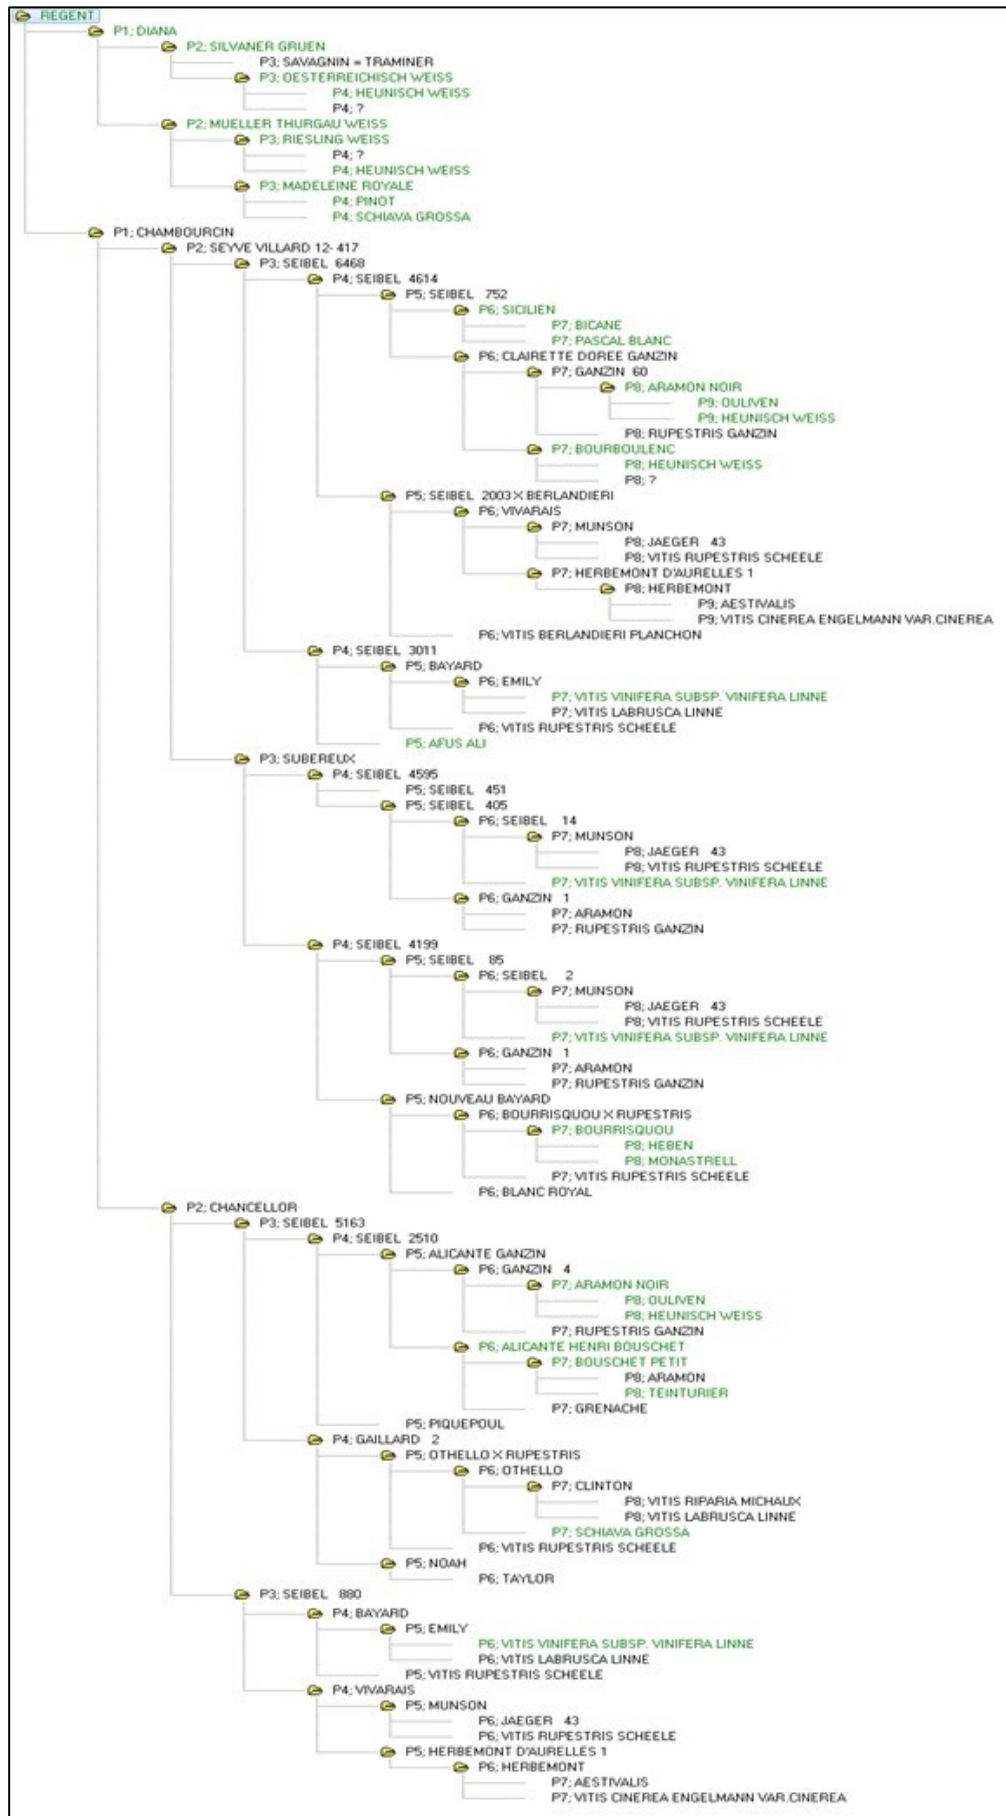 REGENT
P1; DIANA
P2; SILVANER GRUEN
P3; SAVAGNIN = TRAMINER
P3; OESTERREICHISCH WEISS
P4; HEUNISCH WEISS
P4; ?
P2; MUELLER THURGAU WEISS
P3; RIESLING WEISS
P4; ?
P4; HEUNISCH WEISS
P3; MADELEINE ROYALE
P4; PINOT
P4; SCHIAVA GROSSA
P1; CHAMBOURCIN
P2; SEYVE VILLARD 12- 417
P3; SEIBEL 6468
P4; SEIBEL 4614
P5; SEIBEL 752
P6; SICILIEN
P7; BICANE
P7; PASCAL BLANC
P6; CLAIRETTE DOREE GANZIN
P7; GANZIN 60
P8; ARAMON NOIR
P9; OULIVEN
P9; HEUNISCH WEISS
P8; RUPESTRIS GANZIN
P7; BOURBOULENC
P8; HEUNISCH WEISS
P8; ?
P5; SEIBEL 2003 X BERLANDIERI
P6; VIVARAIS
P7; MUNSON
P8; JAEGER 43
P8; VITIS RUPESTRIS SCHEELE
P7; HERBEMONT D'AURELLES 1
P8; HERBEMONT
P9; AESTIVALIS
P9; VITIS CINEREA ENGELMANN VAR.CINEREA
P6; VITIS BERLANDIERI PLANCHON
P4; SEIBEL 3011
P5; BAYARD
P6; EMILY
P7; VITIS VINIFERA SUBSP. VINIFERA LINNE
P7; VITIS LABRUSCA LINNE
P6; VITIS RUPESTRIS SCHEELE
P5; AFUS ALI
P3; SUBEREUX
P4; SEIBEL 4595
P5; SEIBEL 451
P5; SEIBEL 405
P6; SEIBEL 14
P7; MUNSON
P8; JAEGER 43
P8; VITIS RUPESTRIS SCHEELE
P7; VITIS VINIFERA SUBSP. VINIFERA LINNE
P6; GANZIN 1
P7; ARAMON
P7; RUPESTRIS GANZIN
P4; SEIBEL 4199
P5; SEIBEL 85
P6; SEIBEL 2
P7; MUNSON
P8; JAEGER 43
P8; VITIS RUPESTRIS SCHEELE
P7; VITIS VINIFERA SUBSP. VINIFERA LINNE
P6; GANZIN 1
P7; ARAMON
P7; RUPESTRIS GANZIN
P5; NOUVEAU BAYARD
P6; BOURRISQUOU X RUPESTRIS
P7; BOURRISQUOU
P8; HEBEN
P8; MONASTRELL
P7; VITIS RUPESTRIS SCHEELE
P6; BLANC ROYAL
P2; CHANCELLOR
P3; SEIBEL 5163
P4; SEIBEL 2510
P5; ALICANTE GANZIN
P6; GANZIN 4
P7; ARAMON NOIR
P8; OULIVEN
P8; HEUNISCH WEISS
P7; RUPESTRIS GANZIN
P6; ALICANTE HENRI BOUSCHET
P7; BOUSCHET PETIT
P8; ARAMON
P8; TEINTURIER
P7; GRENACHE
P5; PIQUEPOUL
P4; GAILLARD 2
P5; OTHELLO X RUPESTRIS
P6; OTHELLO
P7; CLINTON
P8; VITIS RIPARIA MICHAUX
P8; VITIS LABRUSCA LINNE
P7; SCHIAVA GROSSA
P6; VITIS RUPESTRIS SCHEELE
P5; NOAH
P6; TAYLOR
P3; SEIBEL 880
P4; BAYARD
P5; EMILY
P6; VITIS VINIFERA SUBSP. VINIFERA LINNE
P6; VITIS LABRUSCA LINNE
P5; VITIS RUPESTRIS SCHEELE
P4; VIVARAIS
P5; MUNSON
P6; JAEGER 43
P6; VITIS RUPESTRIS SCHEELE
P5; HERBEMONT D'AURELLES 1
P6; HERBEMONT
P7; AESTIVALIS
P7; VITIS CINEREA ENGELMANN VAR.CINEREA